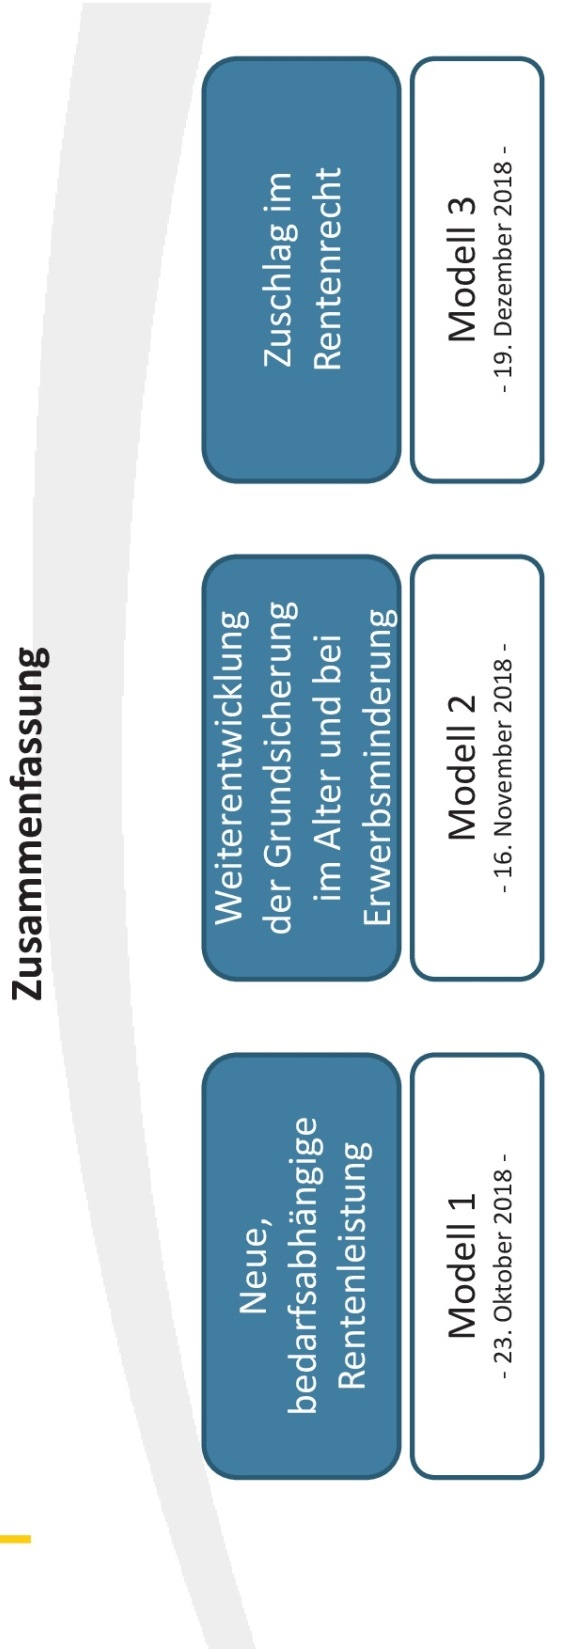 Zusammenfassung
Neue,
bedarfsabhängige
Rentenleistung
Modell 1
- 23. Oktober 2018 -
Weiterentwicklung
der Grundsicherung
im Alter und bei
Erwerbsminderung
Modell 2
- 16. November 2018 -
Zuschlag im
Rentenrecht
Modell 3
- 19. Dezember 2018 -